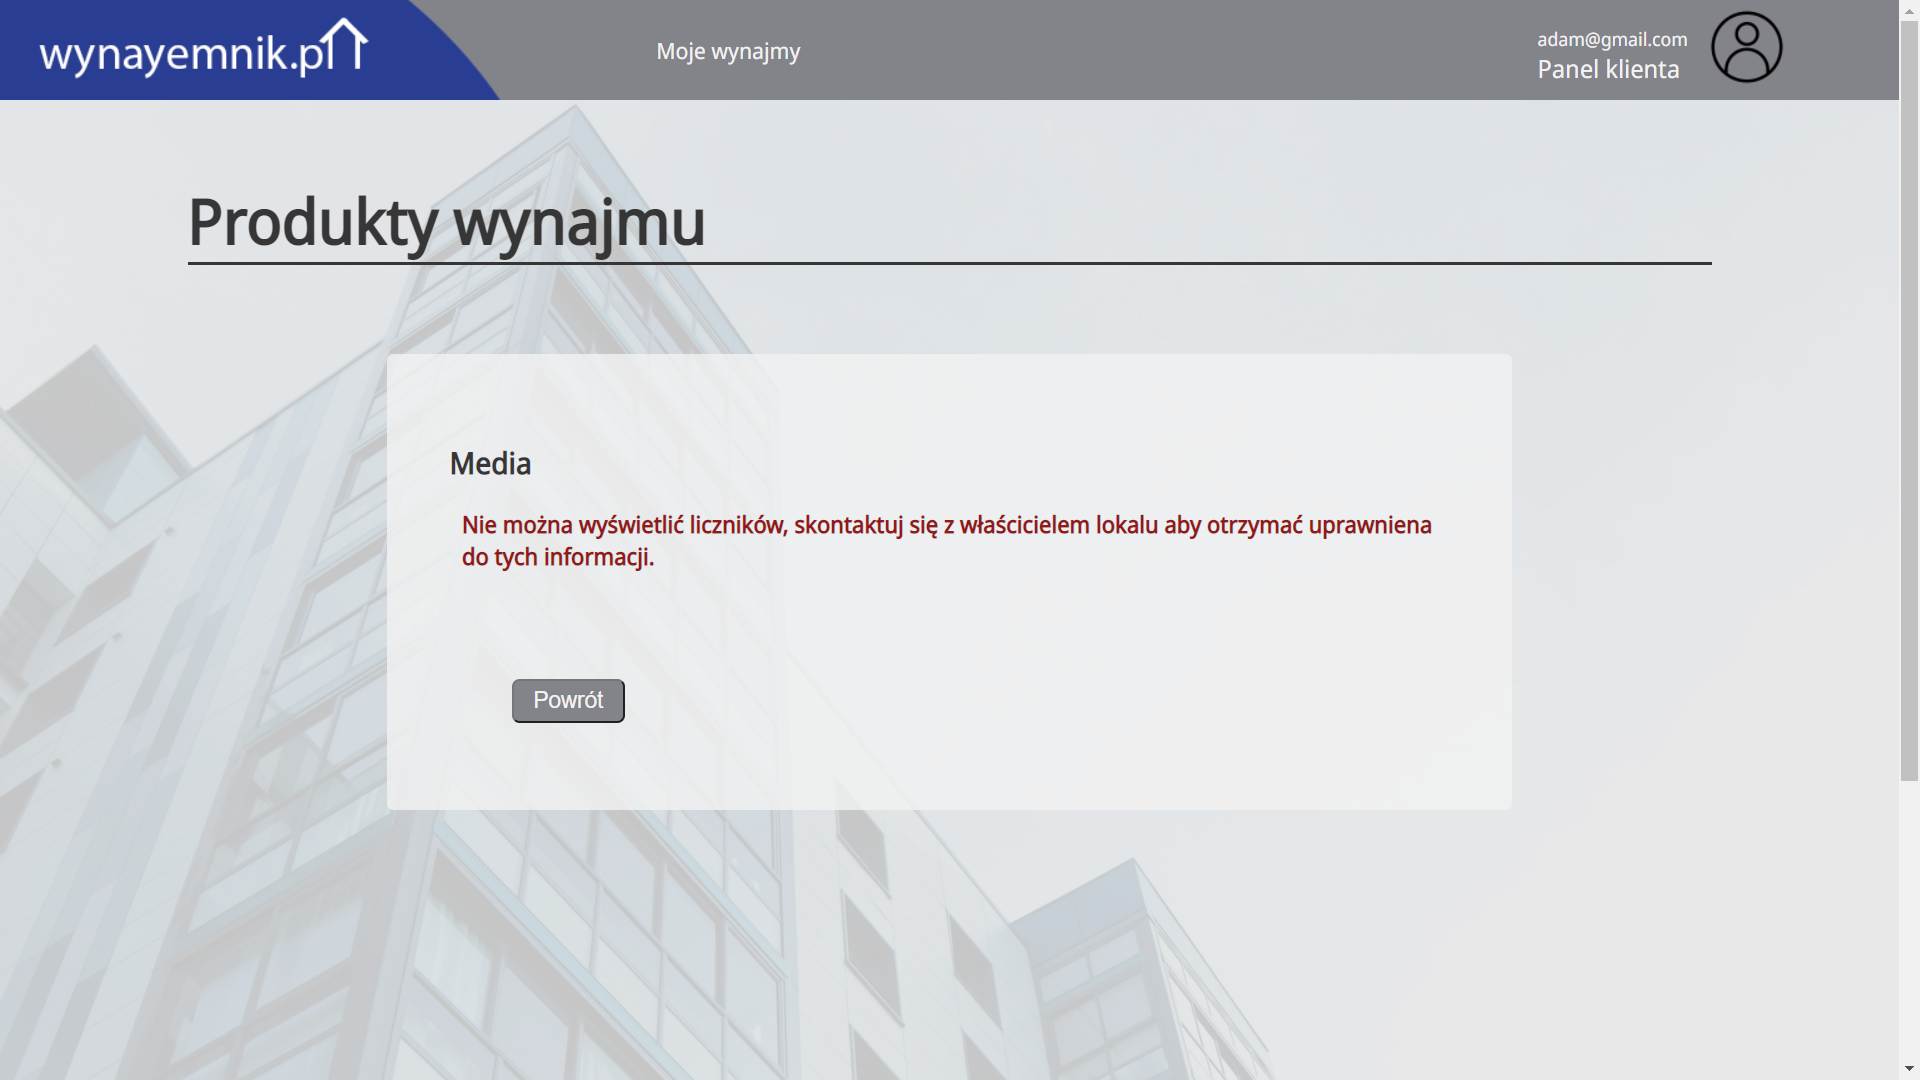 wynayemnik.pl
Moje wynajmy
adam@gmail.com
Panel klienta
Produkty wynajmu
Media
Nie można wyświetlić liczników, skontaktuj się z właścicielem lokalu aby otrzymać uprawniena
do tych informacji.
Powrót